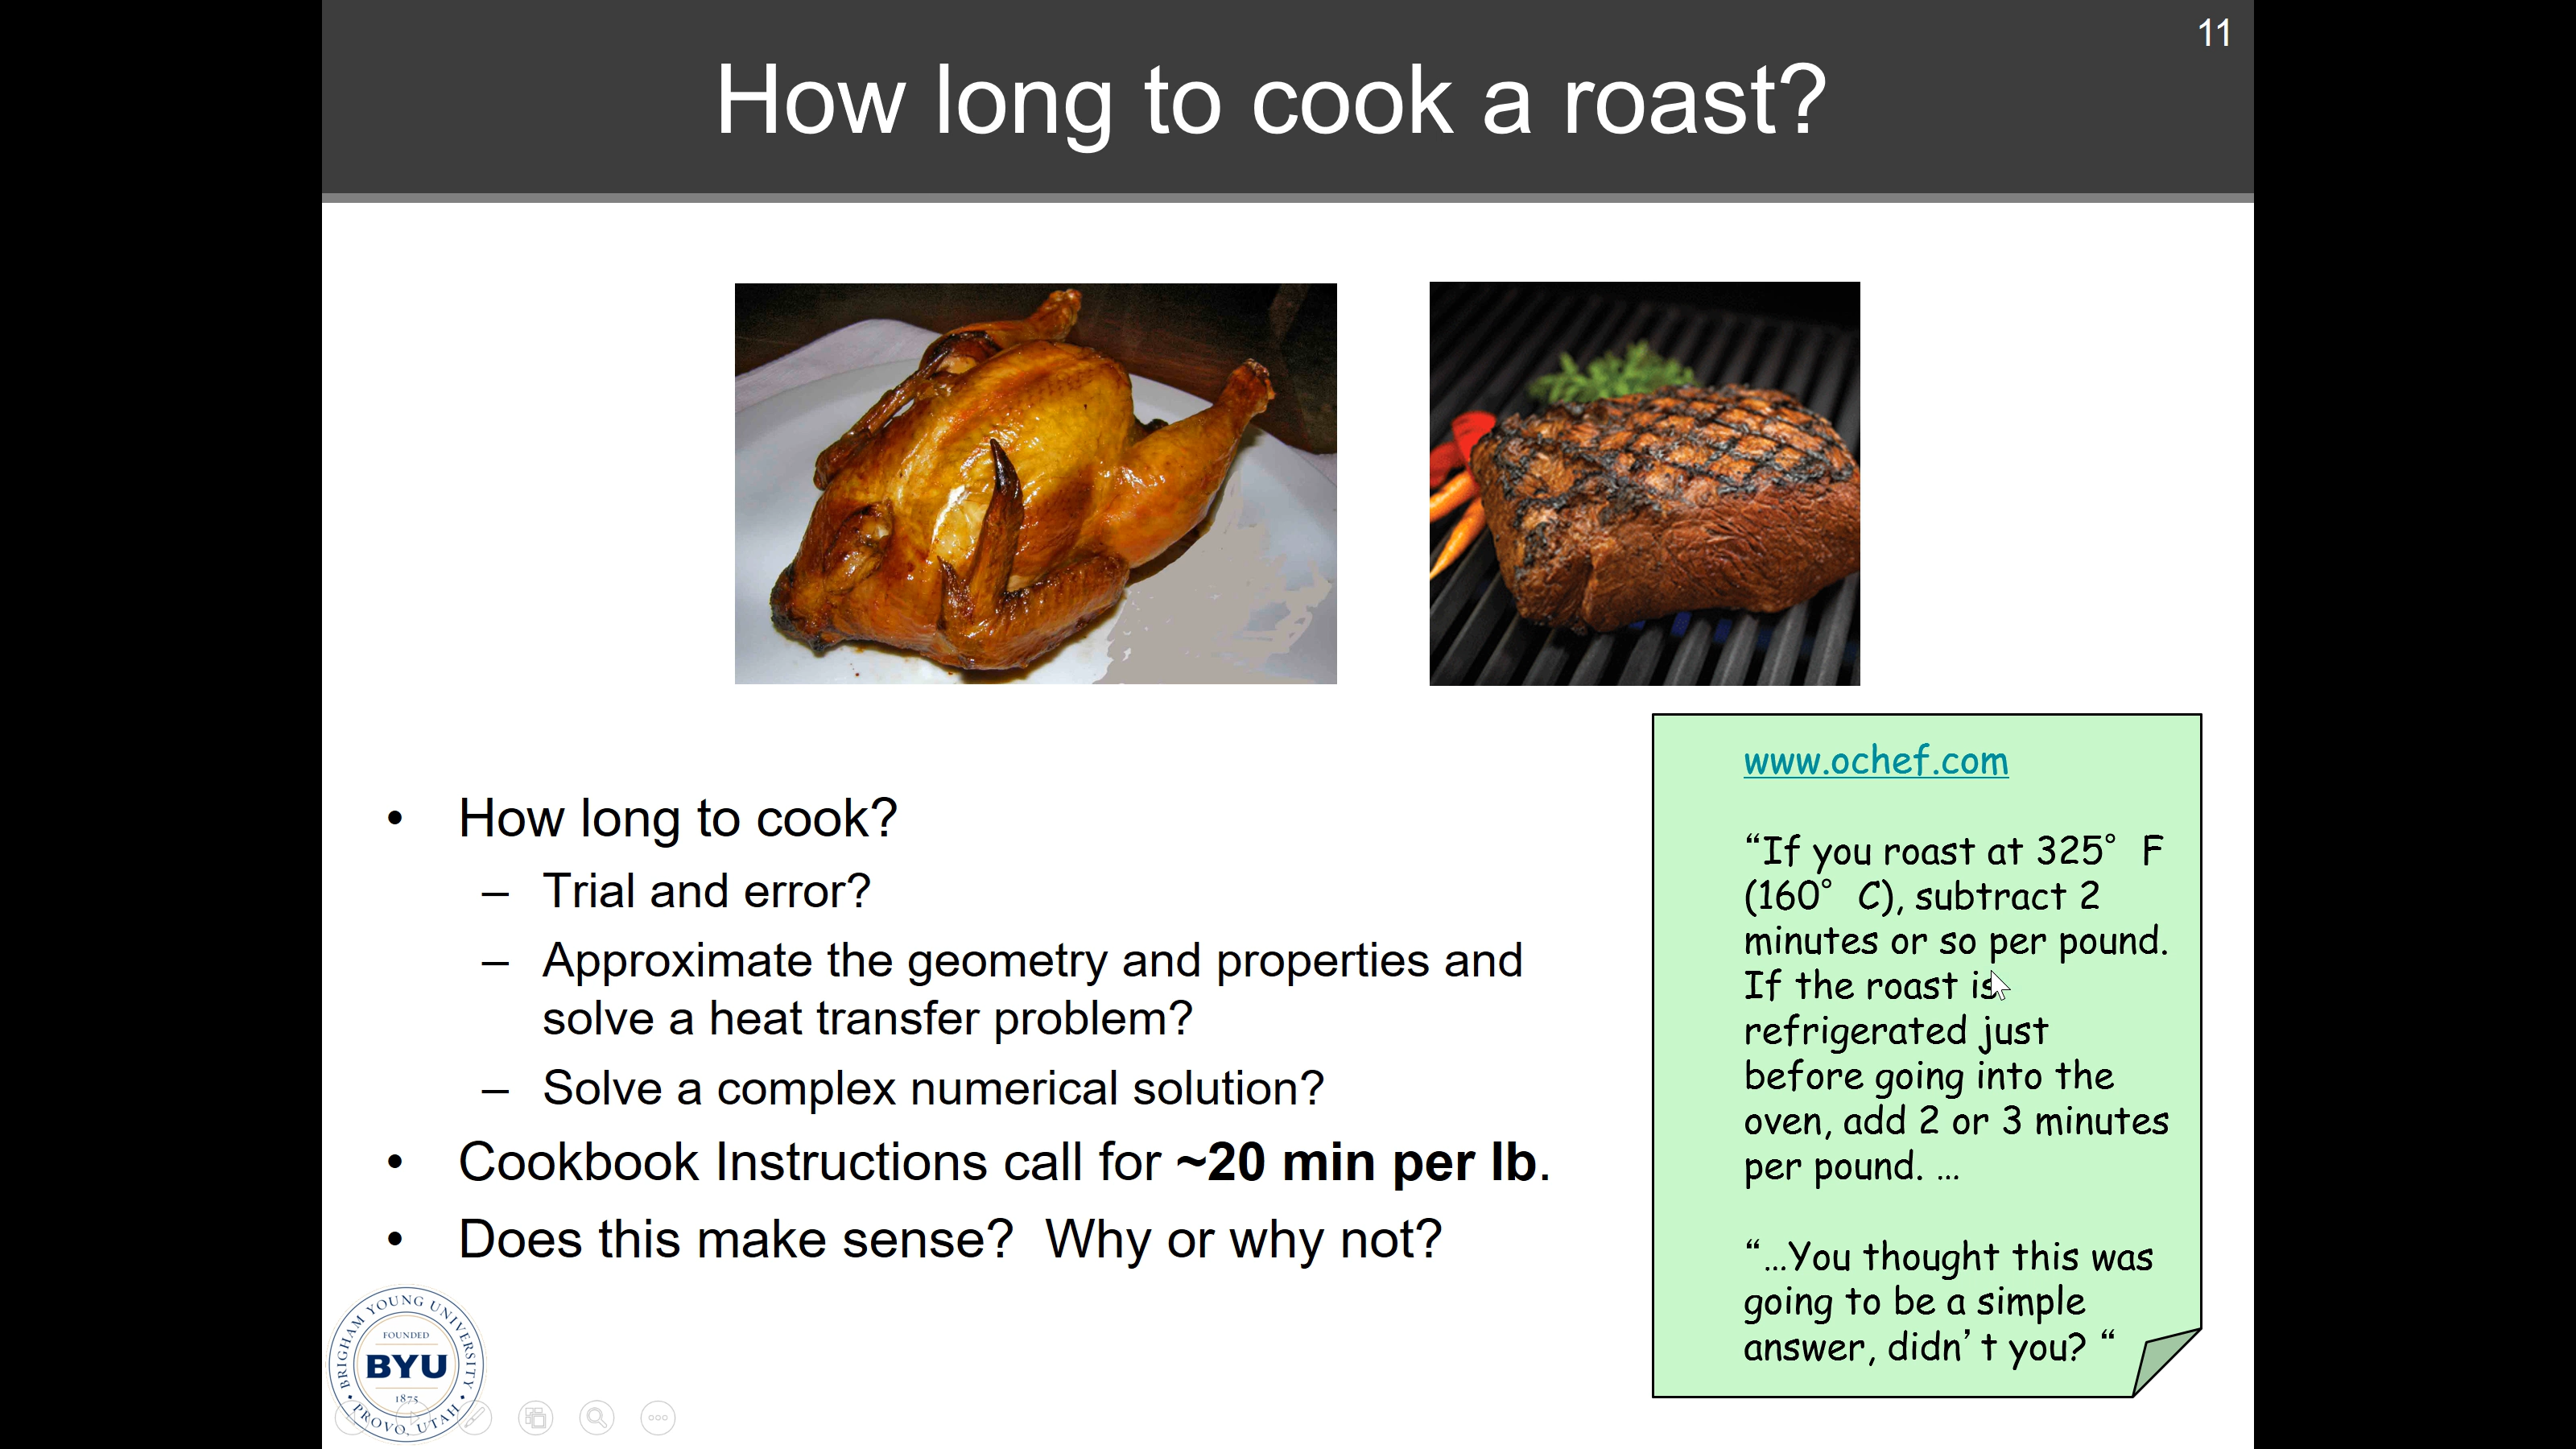 11
How long to cook a roast?
• How long to cook?
– Trial and error?
– Approximate the geometry and properties and
solve a heat transfer problem?
– Solve a complex numerical solution?
• Cookbook Instructions call for ~20 min per lb.
• Does this make sense? Why or why not?
www.ochef.com
“If you roast at 325° F
(160° C), subtract 2
minutes or so per pound.
If the roast is
refrigerated just
before going into the
oven, add 2 or 3 minutes
per pound. …
“…You thought this was
going to be a simple
answer, didn’t you? “
BRIGHAM YOUNG UNIVERSITY
FOUNDED
BYU
1875
PROVO, UTAH